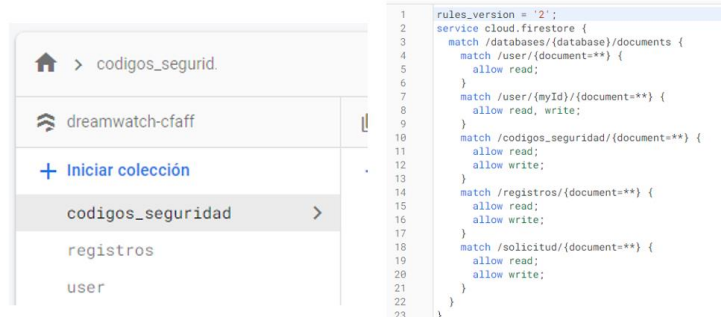 > codigos_segurid.
dreamwatch-cfaff
+ Iniciar colección
codigos_seguridad >
registros
user
1 rules_version = '2';
2 service cloud.firestore {
3 match /databases/{database}/documents {
4 match /user/{document=**} {
5 allow read;
6 }
7 match /user/{myId}/{document=**} {
8 allow read, write;
9 }
10 match /codigos_seguridad/{document=**} {
11 allow read;
12 allow write;
13 }
14 match /registros/{document=**} {
15 allow read;
16 allow write;
17 }
18 match /solicitud/{document=**} {
19 allow read;
20 allow write;
21 }
22 }
23 }